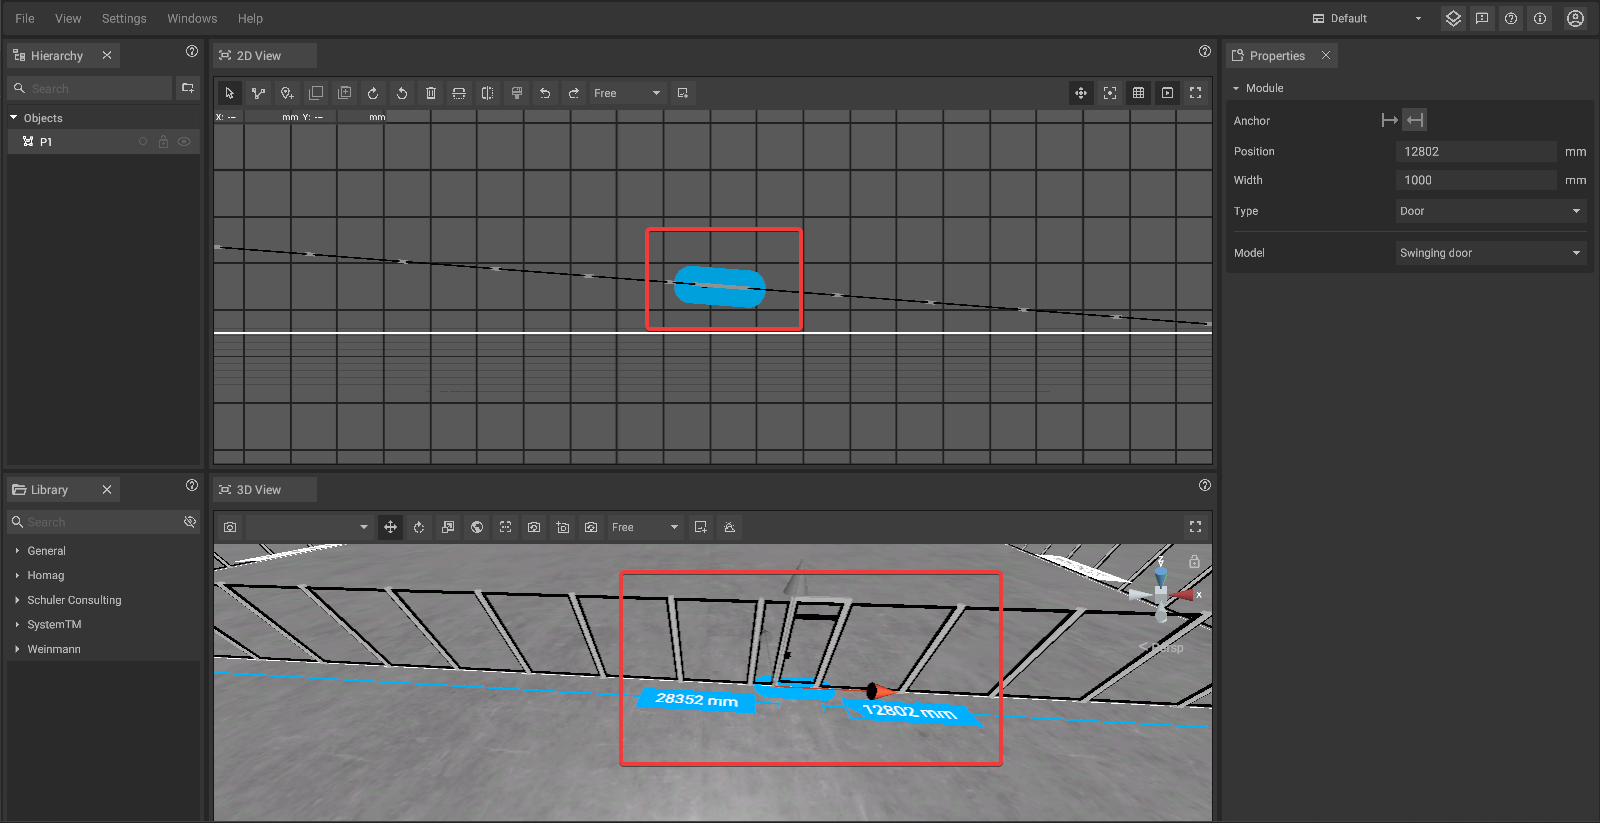 File View Settings Windows Help
Default
Hierarchy
Search
Objects
P1
2D View
Free
X: -- mm Y: -- mm
Properties
Module
Anchor
Position 12802 mm
Width 1000 mm
Type Door
Model Swinging door
Library
Search
General
Homag
Schuler Consulting
SystemTM
Weinmann
3D View
Free
28352 mm
12802 mm
Z
X
< Persp